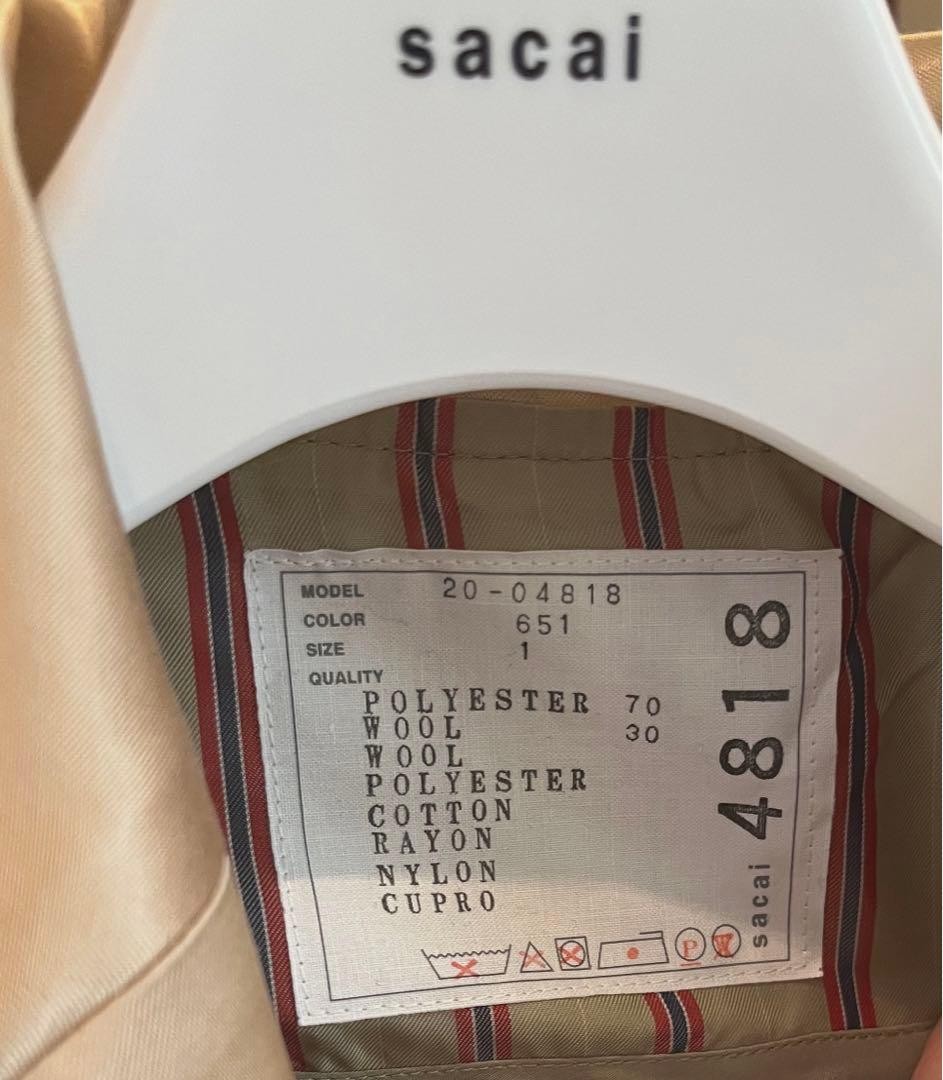 sacai
MODEL 20-04818
COLOR 651
SIZE 1
QUALITY
POLYESTER 70
WOOL 30
WOOL
POLYESTER
COTTON
RAYON
NYLON
CUPRO
P
W
sacai 4818